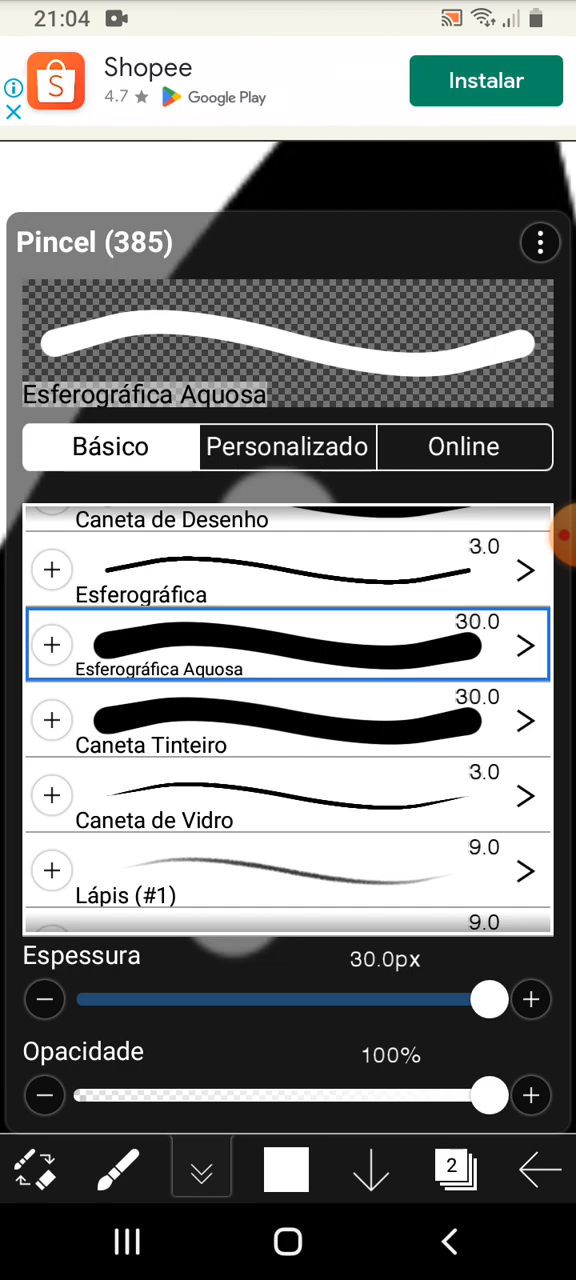 21:04
Shopee
4.7 ★ Google Play
Instalar
Pincel (385)
Esferográfica Aquosa
Básico
Personalizado
Online
Caneta de Desenho
3.0
Esferográfica
30.0
Esferográfica Aquosa
30.0
Caneta Tinteiro
3.0
Caneta de Vidro
9.0
Lápis (#1)
9.0
Espessura
30.0px
Opacidade
100%
2